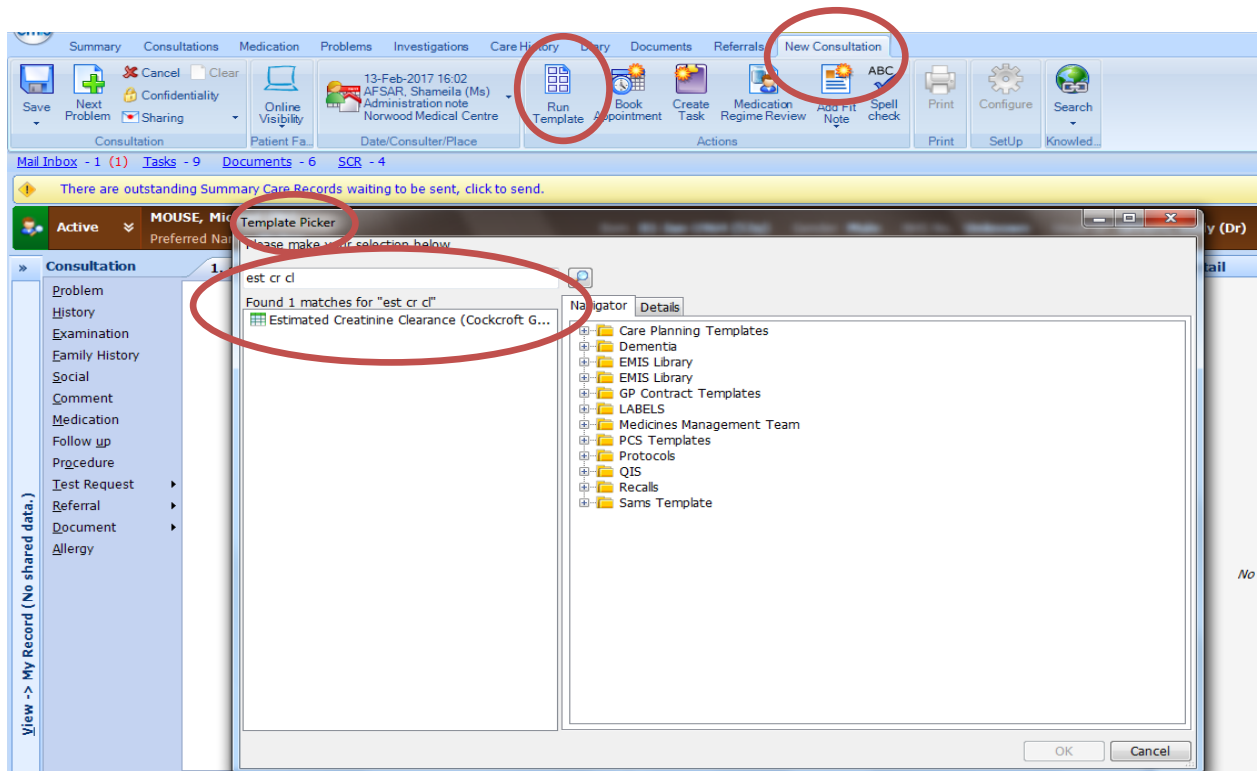 emis
Summary Consultations Medication Problems Investigations Care History Diary Documents Referrals New Consultation
Save
Next Problem
Cancel Clear
Confidentiality
Sharing
Consultation
Online Visibility
Patient Fa...
13-Feb-2017 16:02
AFSAR, Shameila (Ms)
Administration note
Norwood Medical Centre
Date/Consulter/Place
Run Template
Book Appointment
Create Task
Medication Regime Review
Add Fit Note
ABC
Spell check
Actions
Print
Print
Configure
SetUp
Search
Knowled...
Mail Inbox - 1 (1) Tasks - 9 Documents - 6 SCR - 4
There are outstanding Summary Care Records waiting to be sent, click to send.
Active
MOUSE, Mic
Preferred Nam
y (Dr)
Template Picker
Please make your selection below
est cr cl
Found 1 matches for "est cr cl"
Estimated Creatinine Clearance (Cockcroft G...
Navigator Details
Care Planning Templates
Dementia
EMIS Library
EMIS Library
GP Contract Templates
LABELS
Medicines Management Team
PCS Templates
Protocols
QIS
Recalls
Sams Template
OK Cancel
» Consultation
1.
Problem
History
Examination
Family History
Social
Comment
Medication
Follow up
Procedure
Test Request
Referral
Document
Allergy
View -> My Record (No shared data.)
tail
No